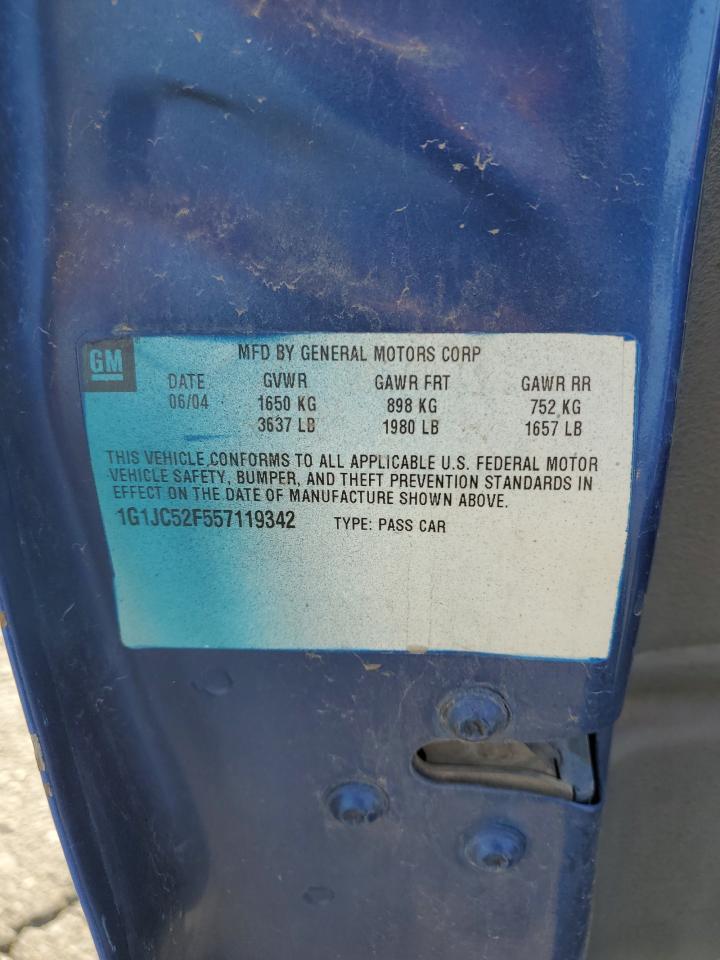 GM MFD BY GENERAL MOTORS CORP
DATE GVWR GAWR FRT GAWR RR
06/04 1650 KG 898 KG 752 KG
3637 LB 1980 LB 1657 LB
THIS VEHICLE CONFORMS TO ALL APPLICABLE U.S. FEDERAL MOTOR
VEHICLE SAFETY, BUMPER, AND THEFT PREVENTION STANDARDS IN
EFFECT ON THE DATE OF MANUFACTURE SHOWN ABOVE.
1G1JC52F557119342 TYPE: PASS CAR